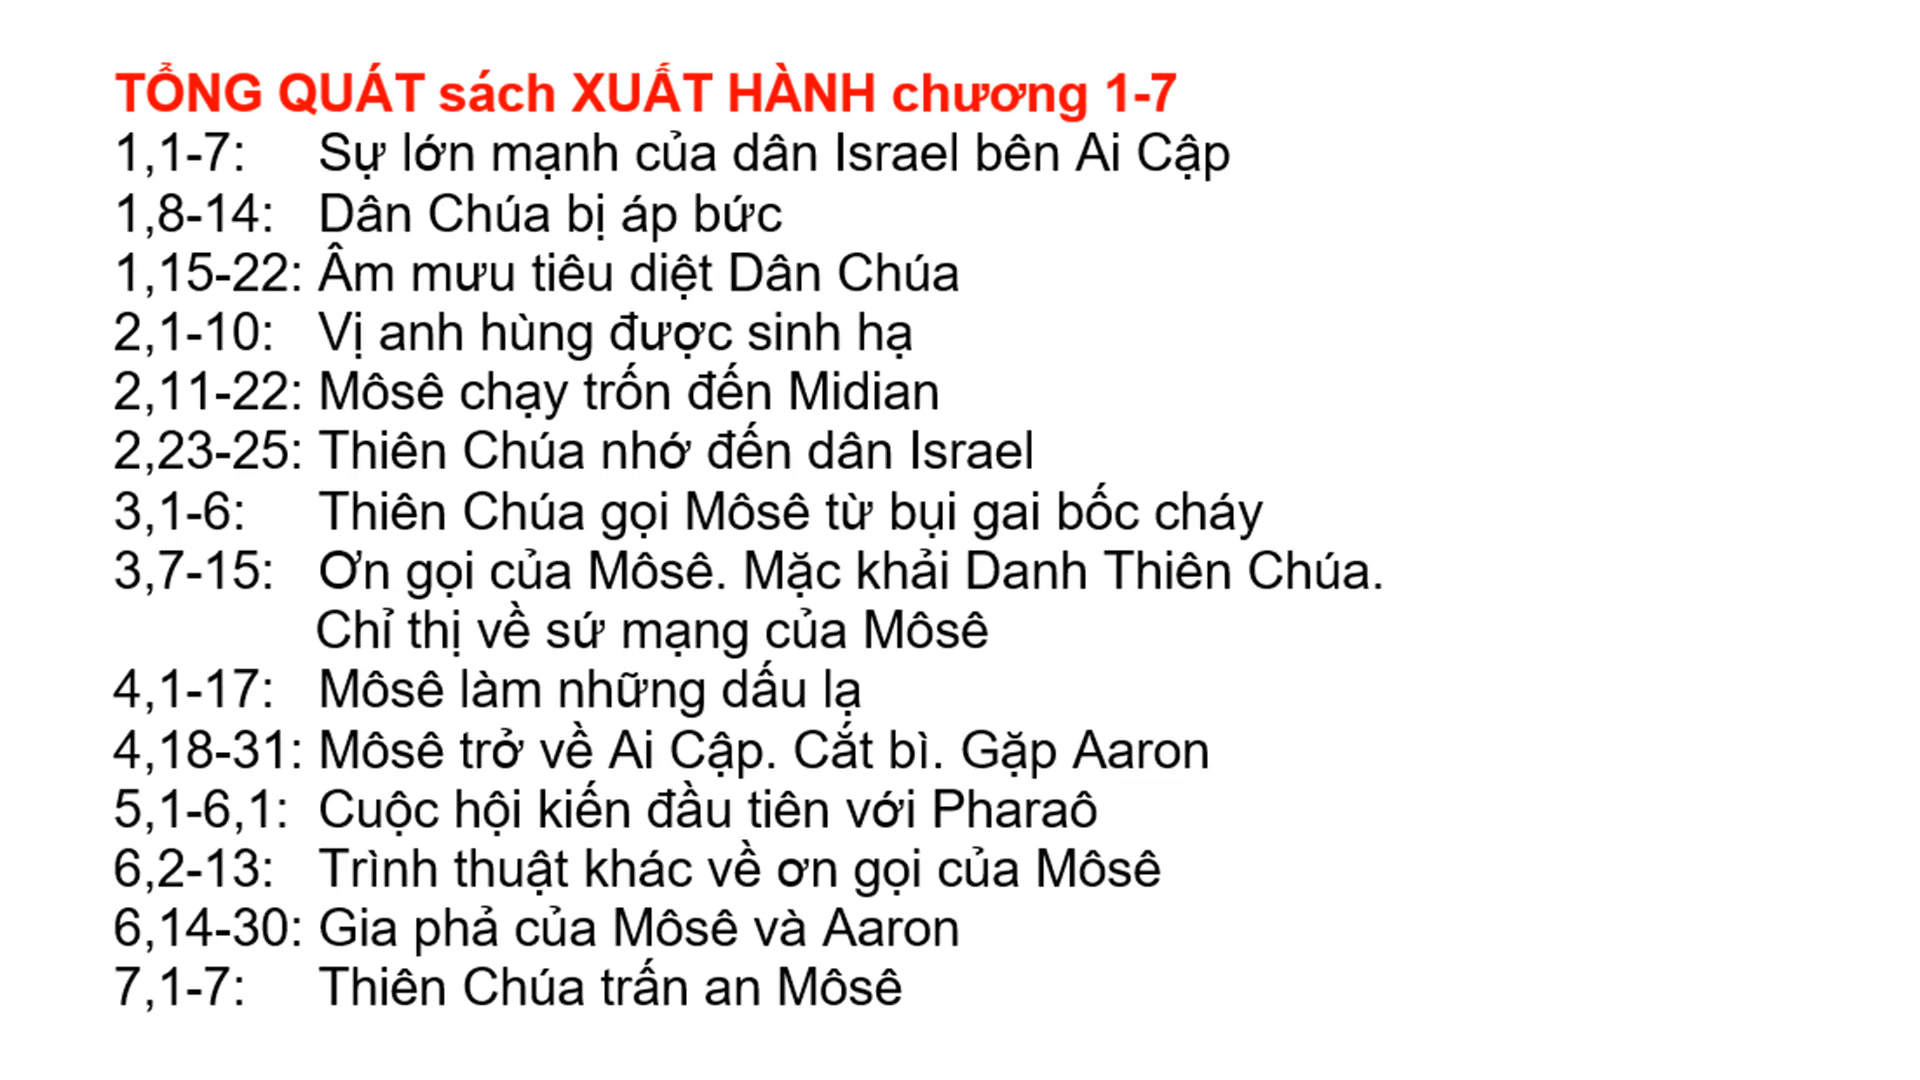 TỔNG QUÁT sách XUẤT HÀNH chương 1-7
1,1-7: Sự lớn mạnh của dân Israel bên Ai Cập
1,8-14: Dân Chúa bị áp bức
1,15-22: Âm mưu tiêu diệt Dân Chúa
2,1-10: Vị anh hùng được sinh hạ
2,11-22: Môsê chạy trốn đến Midian
2,23-25: Thiên Chúa nhớ đến dân Israel
3,1-6: Thiên Chúa gọi Môsê từ bụi gai bốc cháy
3,7-15: Ơn gọi của Môsê. Mặc khải Danh Thiên Chúa.
Chỉ thị về sứ mạng của Môsê
4,1-17: Môsê làm những dấu lạ
4,18-31: Môsê trở về Ai Cập. Cắt bì. Gặp Aaron
5,1-6,1: Cuộc hội kiến đầu tiên với Pharaô
6,2-13: Trình thuật khác về ơn gọi của Môsê
6,14-30: Gia phả của Môsê và Aaron
7,1-7: Thiên Chúa trấn an Môsê